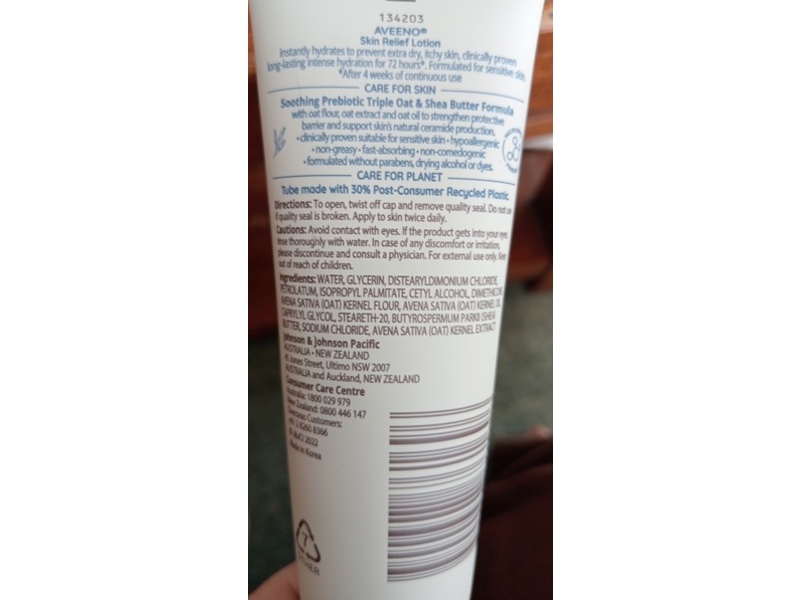 134203
AVEENO®
Skin Relief Lotion
Instantly hydrates to prevent extra dry, itchy skin, clinically proven
long-lasting intense hydration for 72 hours*. Formulated for sensitive skin.
*After 4 weeks of continuous use
CARE FOR SKIN
Soothing Prebiotic Triple Oat & Shea Butter Formula
with oat flour, oat extract and oat oil to strengthen protective
barrier and support skin's natural ceramide production.
• clinically proven suitable for sensitive skin • hypoallergenic
• non-greasy • fast-absorbing • non-comedogenic
• formulated without parabens, drying alcohol or dyes.
CARE FOR PLANET
Tube made with 30% Post-Consumer Recycled Plastic.
Directions: To open, twist off cap and remove quality seal. Do not use
if quality seal is broken. Apply to skin twice daily.
Cautions: Avoid contact with eyes. If the product gets into your eyes,
rinse thoroughly with water. In case of any discomfort or irritation,
please discontinue and consult a physician. For external use only. Keep
out of reach of children.
Ingredients: WATER, GLYCERIN, DISTEARYLDIMONIUM CHLORIDE,
PETROLATUM, ISOPROPYL PALMITATE, CETYL ALCOHOL, DIMETHICONE,
AVENA SATIVA (OAT) KERNEL FLOUR, AVENA SATIVA (OAT) KERNEL OIL,
CAPRYLYL GLYCOL, STEARETH-20, BUTYROSPERMUM PARKII (SHEA)
BUTTER, SODIUM CHLORIDE, AVENA SATIVA (OAT) KERNEL EXTRACT
Johnson & Johnson Pacific
AUSTRALIA • NEW ZEALAND
45 Jones Street, Ultimo NSW 2007
AUSTRALIA and Auckland, NEW ZEALAND
Consumer Care Centre
Australia: 1800 029 979
New Zealand: 0800 446 147
Overseas Customers:
+61 2 8260 8366
© J&JCI 2022
Made in Korea
7
OTHER